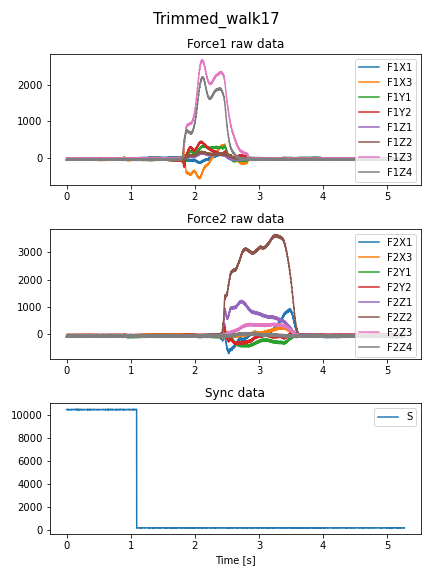 Trimmed_walk17
Force1 raw data
2000
1000
0
F1X1
F1X3
F1Y1
F1Y2
F1Z1
F1Z2
F1Z3
F1Z4
0 1 2 3 4 5
Force2 raw data
3000
2000
1000
0
F2X1
F2X3
F2Y1
F2Y2
F2Z1
F2Z2
F2Z3
F2Z4
0 1 2 3 4 5
Sync data
10000
8000
6000
4000
2000
0
S
0 1 2 3 4 5
Time [s]